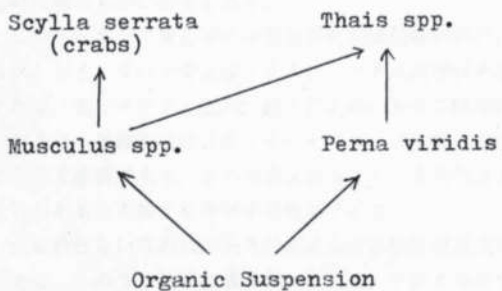 Scylla serrata Thais spp.
(crabs)
Musculus spp. Perna viridis
Organic Suspension